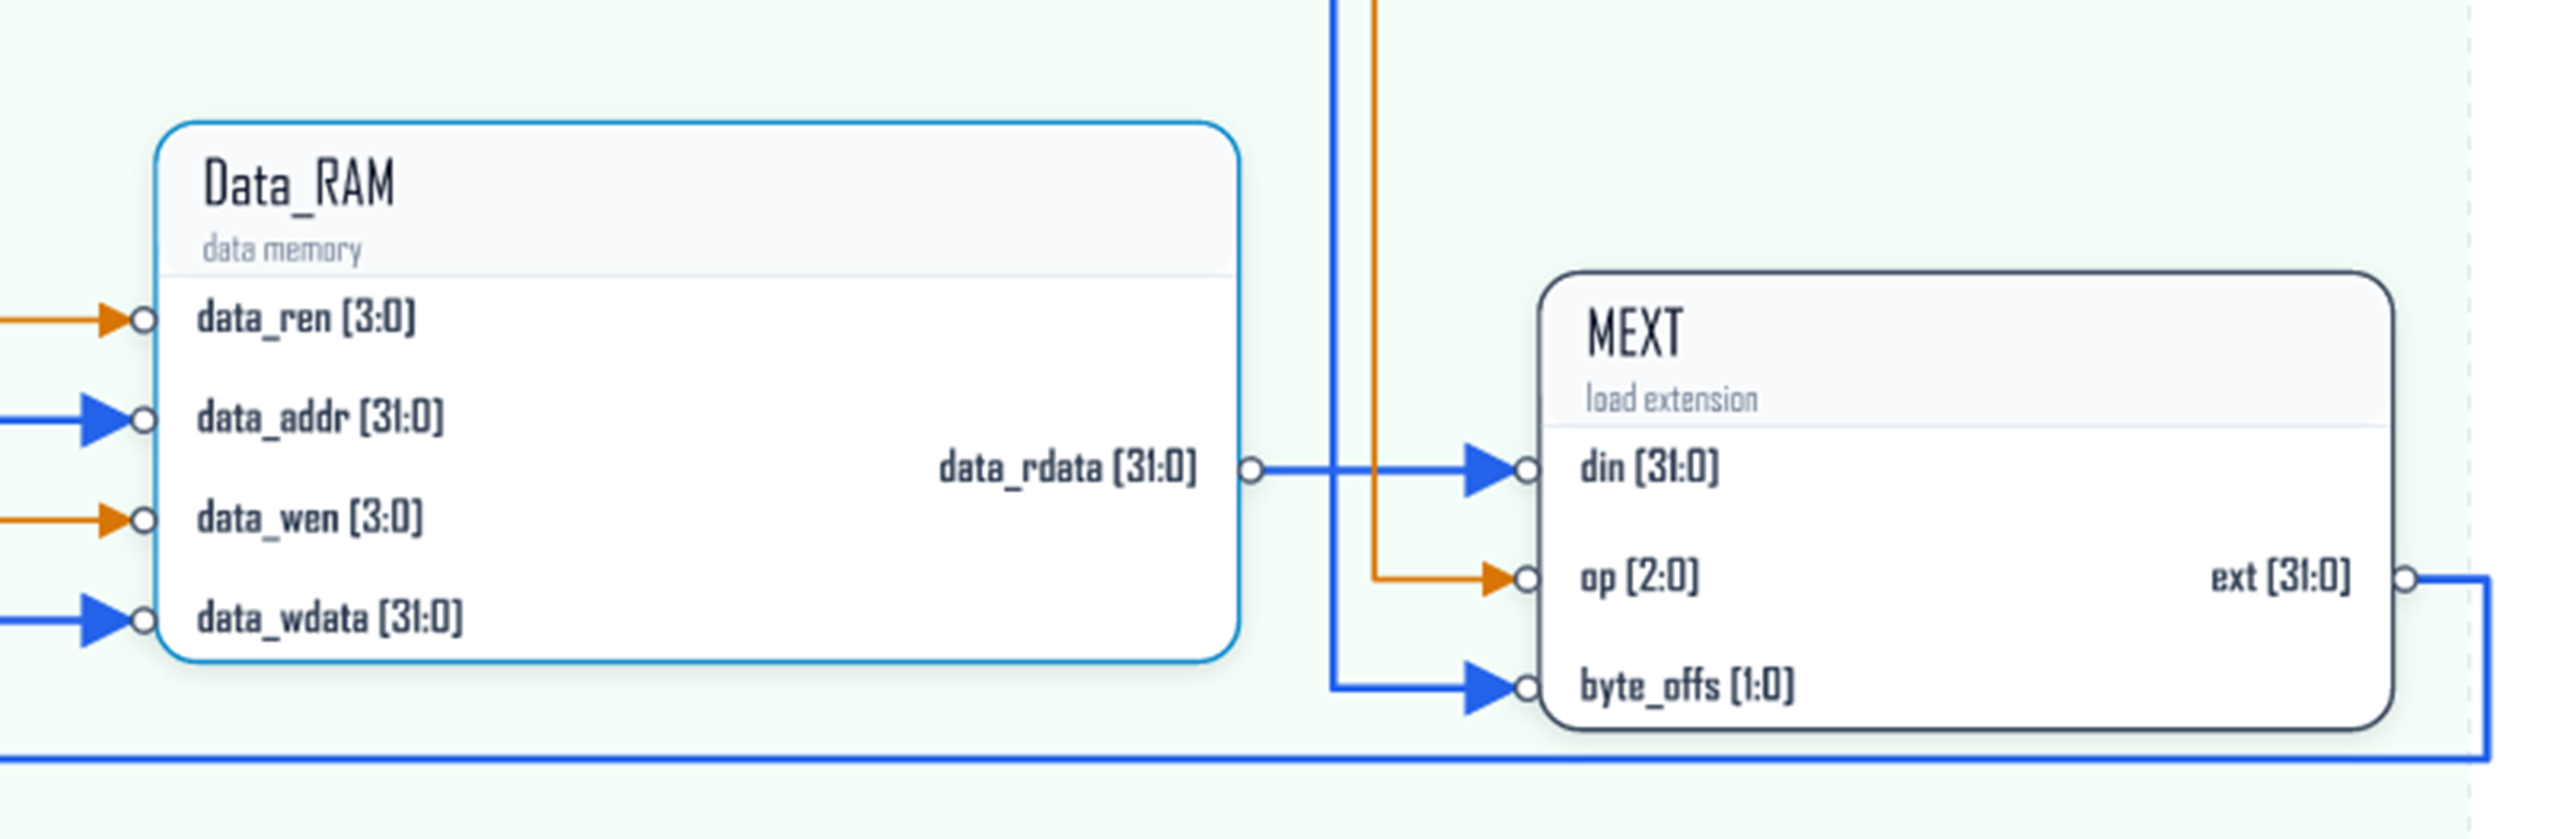 Data_RAM
data memory
data_ren [3:0]
data_addr [31:0]
data_wen [3:0]
data_wdata [31:0]
data_rdata [31:0]
MEXT
load extension
din [31:0]
op [2:0]
byte_offs [1:0]
ext [31:0]